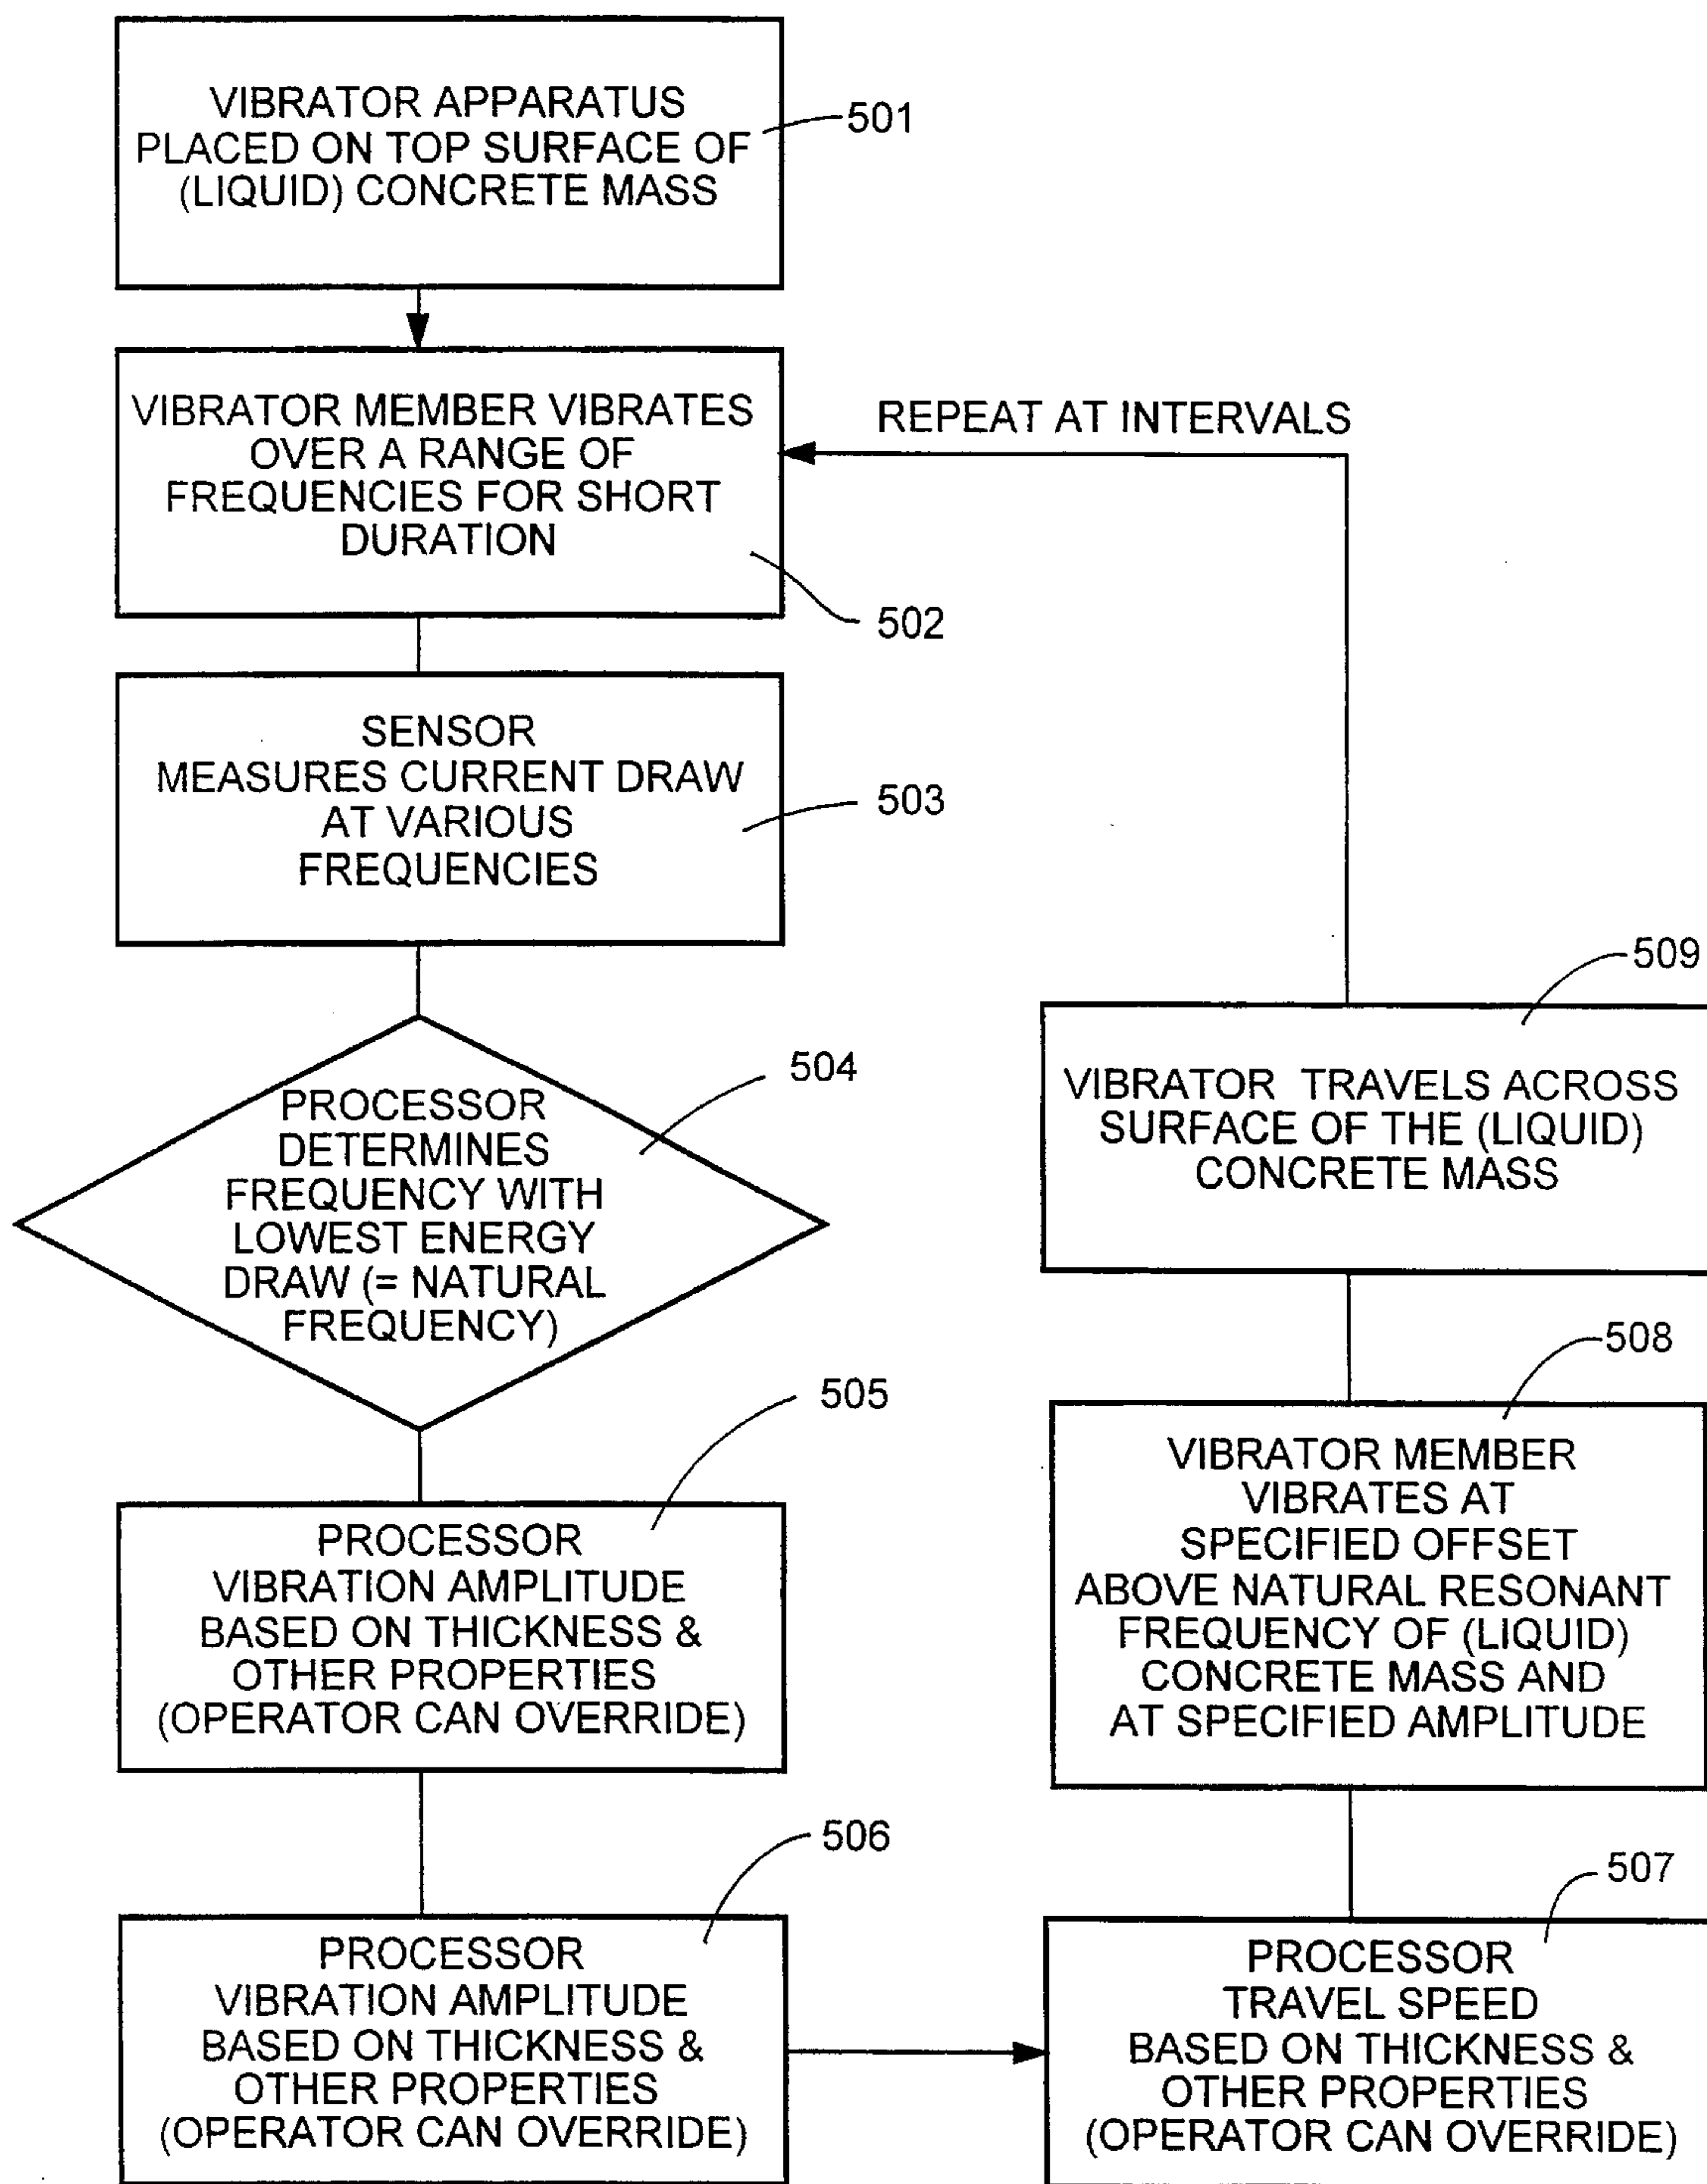 VIBRATOR APPARATUS
PLACED ON TOP SURFACE OF
(LIQUID) CONCRETE MASS
501
VIBRATOR MEMBER VIBRATES
OVER A RANGE OF
FREQUENCIES FOR SHORT
DURATION
502
REPEAT AT INTERVALS
SENSOR
MEASURES CURRENT DRAW
AT VARIOUS
FREQUENCIES
503
PROCESSOR
DETERMINES
FREQUENCY WITH
LOWEST ENERGY
DRAW (= NATURAL
FREQUENCY)
504
PROCESSOR
VIBRATION AMPLITUDE
BASED ON THICKNESS &
OTHER PROPERTIES
(OPERATOR CAN OVERRIDE)
505
PROCESSOR
VIBRATION AMPLITUDE
BASED ON THICKNESS &
OTHER PROPERTIES
(OPERATOR CAN OVERRIDE)
506
PROCESSOR
TRAVEL SPEED
BASED ON THICKNESS &
OTHER PROPERTIES
(OPERATOR CAN OVERRIDE)
507
VIBRATOR MEMBER
VIBRATES AT
SPECIFIED OFFSET
ABOVE NATURAL RESONANT
FREQUENCY OF (LIQUID)
CONCRETE MASS AND
AT SPECIFIED AMPLITUDE
508
VIBRATOR TRAVELS ACROSS
SURFACE OF THE (LIQUID)
CONCRETE MASS
509